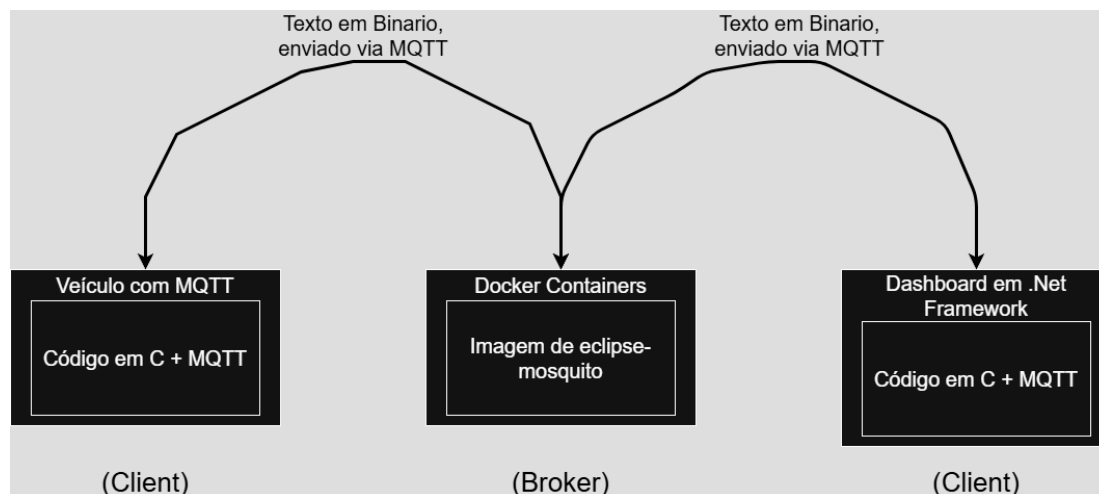 Texto em Binario,
enviado via MQTT
Texto em Binario,
enviado via MQTT
Veículo com MQTT
Código em C + MQTT
Docker Containers
Imagem de eclipse-
mosquito
Dashboard em .Net
Framework
Código em C + MQTT
(Client)
(Broker)
(Client)